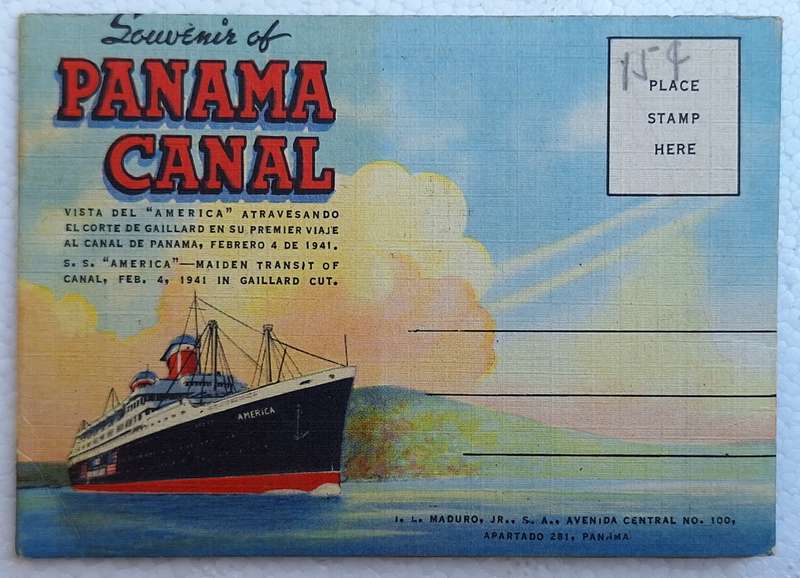 Souvenir of
PANAMA
CANAL
VISTA DEL "AMERICA" ATRAVESANDO
EL CORTE DE GAILLARD EN SU PREMIER VIAJE
AL CANAL DE PANAMA, FEBRERO 4 DE 1941.
S. S. "AMERICA"—MAIDEN TRANSIT OF
CANAL, FEB. 4, 1941 IN GAILLARD CUT.
15¢
PLACE
STAMP
HERE
AMERICA
I. L. MADURO, JR., S. A., AVENIDA CENTRAL NO. 100,
APARTADO 281, PANAMA